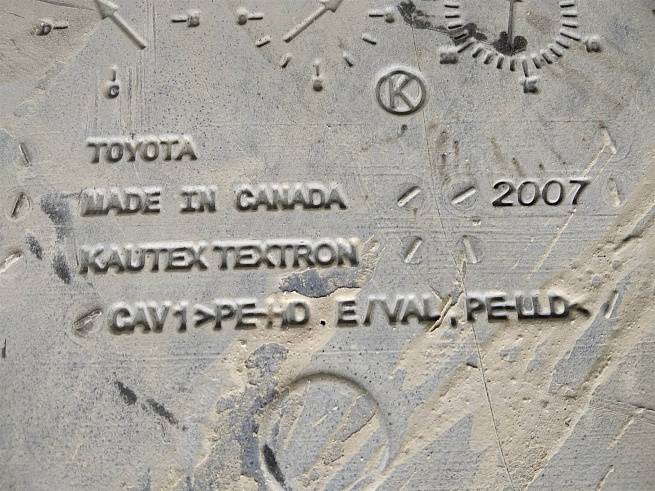 K
TOYOTA
MADE IN CANADA 2007
KAUTEX TEXTRON
CAV1>PE-HD, E/VAL, PE-LLD<